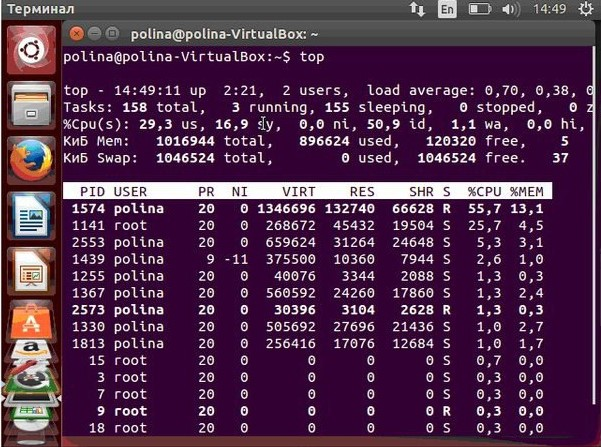 Терминал En 14:49
polina@polina-VirtualBox: ~
polina@polina-VirtualBox:~$ top
top - 14:49:11 up  2:21,  2 users,  load average: 0,70, 0,38, 0
Tasks: 158 total,   3 running, 155 sleeping,   0 stopped,   0 z
%Cpu(s): 29,3 us, 16,9 sy,  0,0 ni, 50,9 id,  1,1 wa,  0,0 hi,
КиБ Mem:   1016944 total,   896624 used,   120320 free,     5
КиБ Swap:  1046524 total,        0 used,  1046524 free.    37
PID USER PR NI VIRT RES SHR S %CPU %MEM
1574 polina 20 0 1346696 132740 66628 R 55,7 13,1
1141 root 20 0 268672 45432 19504 S 25,7 4,5
2553 polina 20 0 659624 31264 24648 S 5,3 3,1
1439 polina 9 -11 375500 10360 7944 S 2,6 1,0
1255 polina 20 0 40076 3344 2088 S 1,3 0,3
1367 polina 20 0 560592 24260 17860 S 1,3 2,4
2573 polina 20 0 30396 3104 2628 R 1,3 0,3
1330 polina 20 0 505692 27696 21436 S 1,0 2,7
1813 polina 20 0 256416 17076 12684 S 1,0 1,7
15 root 20 0 0 0 0 S 0,7 0,0
3 root 20 0 0 0 0 S 0,3 0,0
7 root 20 0 0 0 0 S 0,3 0,0
9 root 20 0 0 0 0 R 0,3 0,0
18 root 20 0 0 0 0 S 0,3 0,0